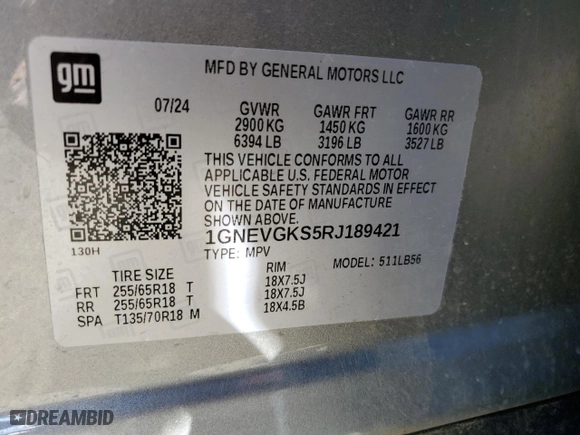 gm
MFD BY GENERAL MOTORS LLC
07/24 GVWR GAWR FRT GAWR RR
2900 KG 1450 KG 1600 KG
6394 LB 3196 LB 3527 LB
THIS VEHICLE CONFORMS TO ALL
APPLICABLE U.S. FEDERAL MOTOR
VEHICLE SAFETY STANDARDS IN EFFECT
ON THE DATE OF MANUFACTURE
1GNEVGKS5RJ189421
130H TYPE: MPV MODEL: 511LB56
TIRE SIZE RIM
FRT 255/65R18 T 18X7.5J
RR 255/65R18 T 18X7.5J
SPA T135/70R18 M 18X4.5B
DREAMBID